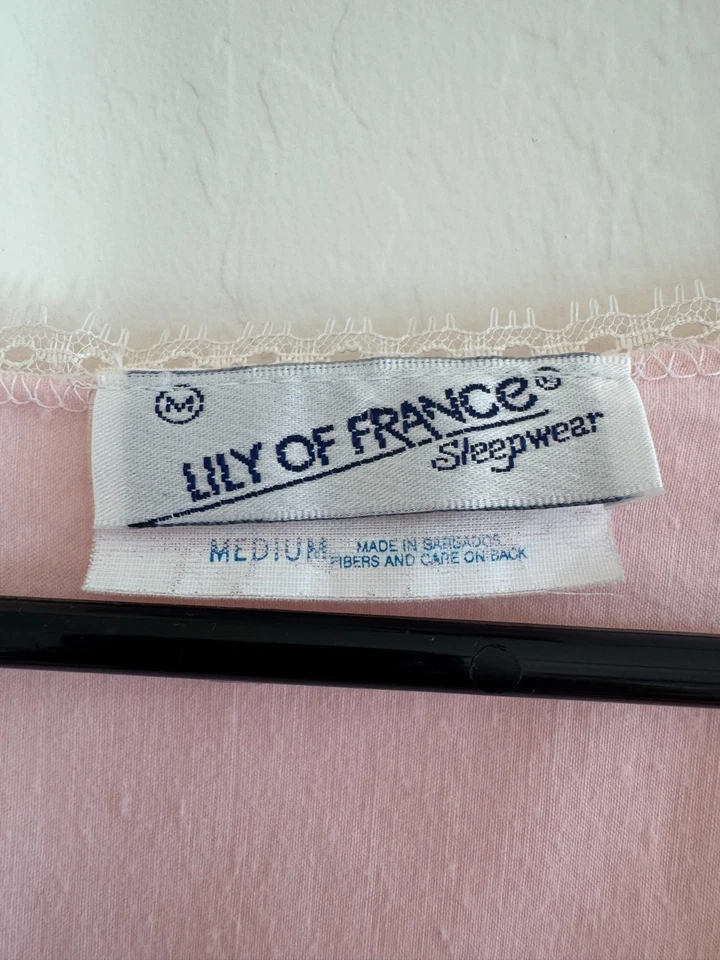 M
LILY OF FRANCE®
Sleepwear
MEDIUM
MADE IN BARBADOS
FIBERS AND CARE ON BACK